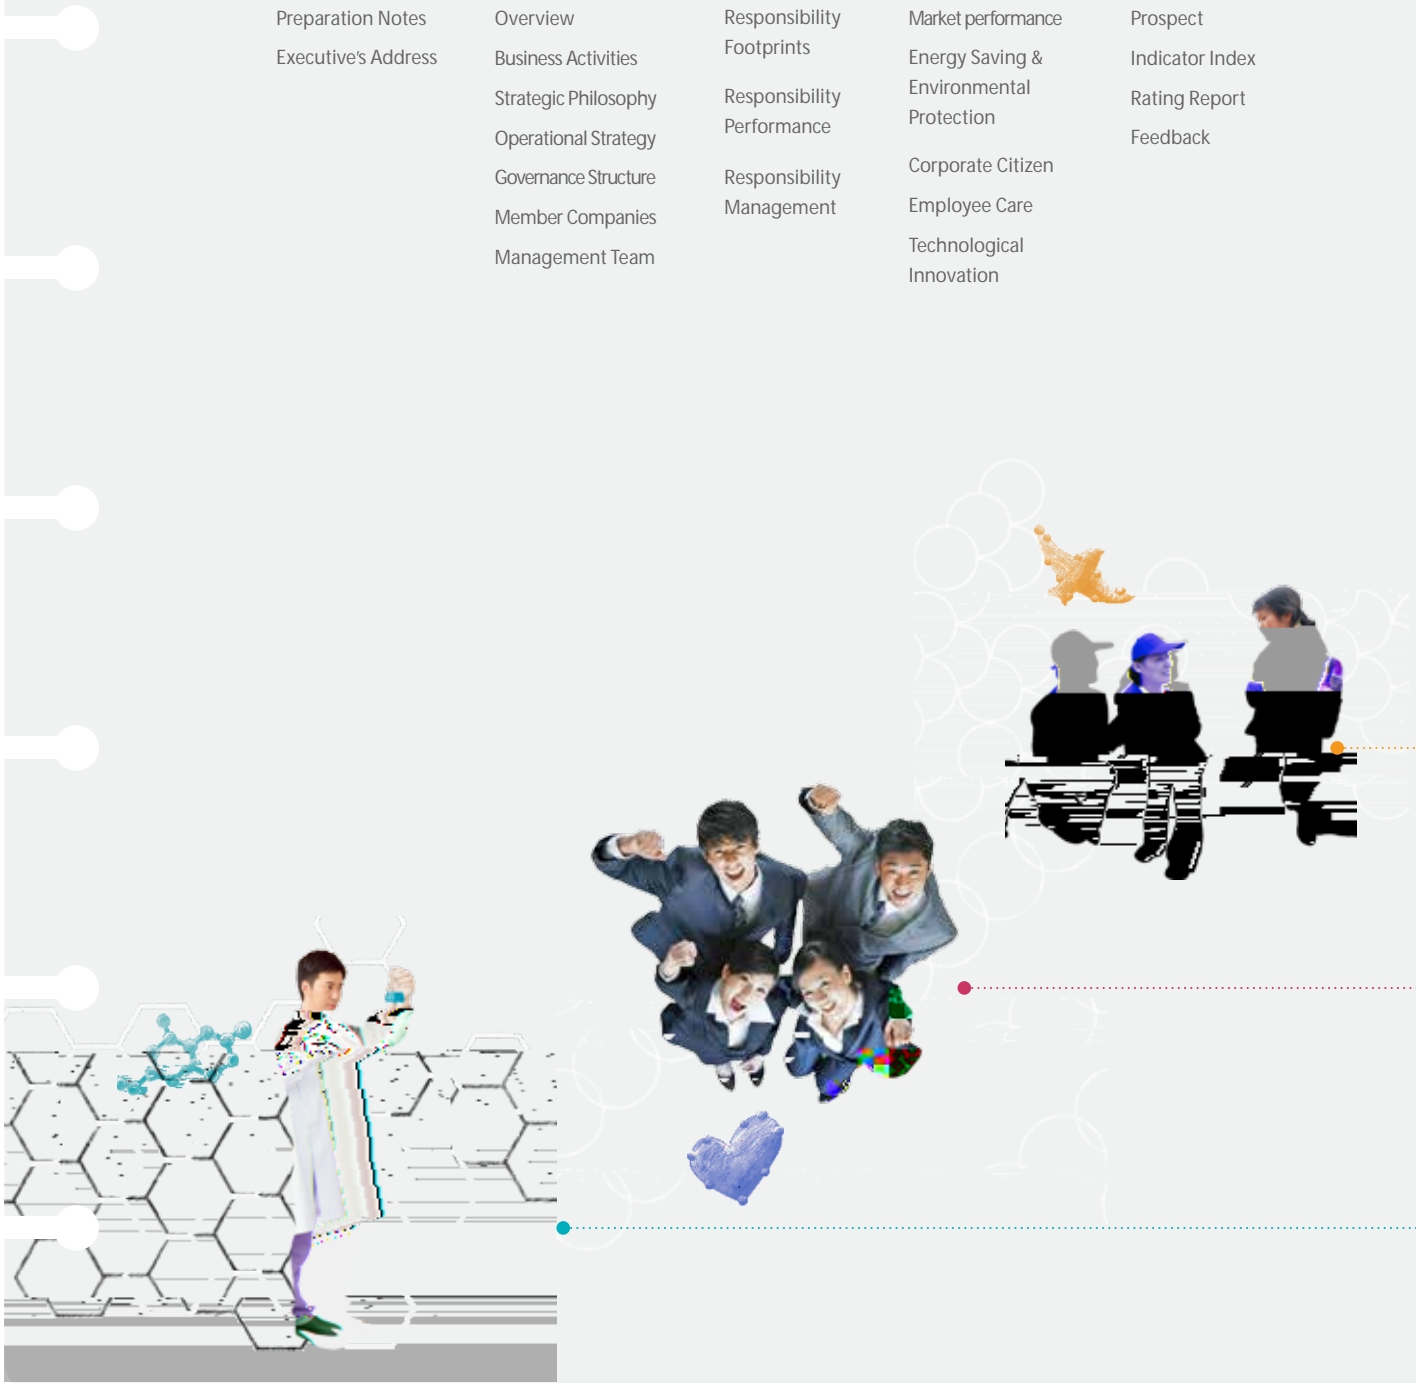 Preparation Notes
Executive's Address
Overview
Business Activities
Strategic Philosophy
Operational Strategy
Governance Structure
Member Companies
Management Team
Responsibility
Footprints
Responsibility
Performance
Responsibility
Management
Market performance
Energy Saving &
Environmental
Protection
Corporate Citizen
Employee Care
Technological
Innovation
Prospect
Indicator Index
Rating Report
Feedback